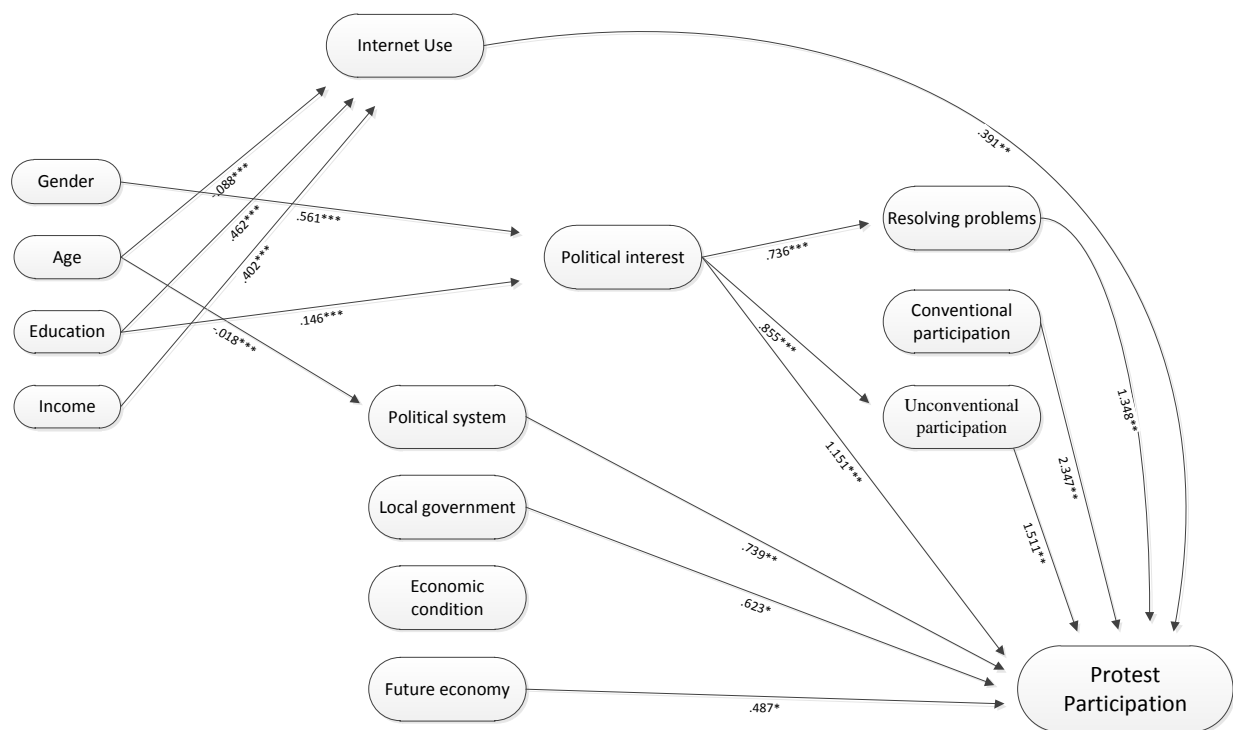 Internet Use
.391**
Gender
-.088***
.561***
Resolving problems
Age
.462***
Political interest
.736***
.402***
Education
.146***
Conventional
participation
-.018***
.855***
Income
Political system
Unconventional
participation
1.348**
1.151***
2.347**
Local government
1.511**
.739**
Economic
condition
.623*
Future economy
.487*
Protest
Participation